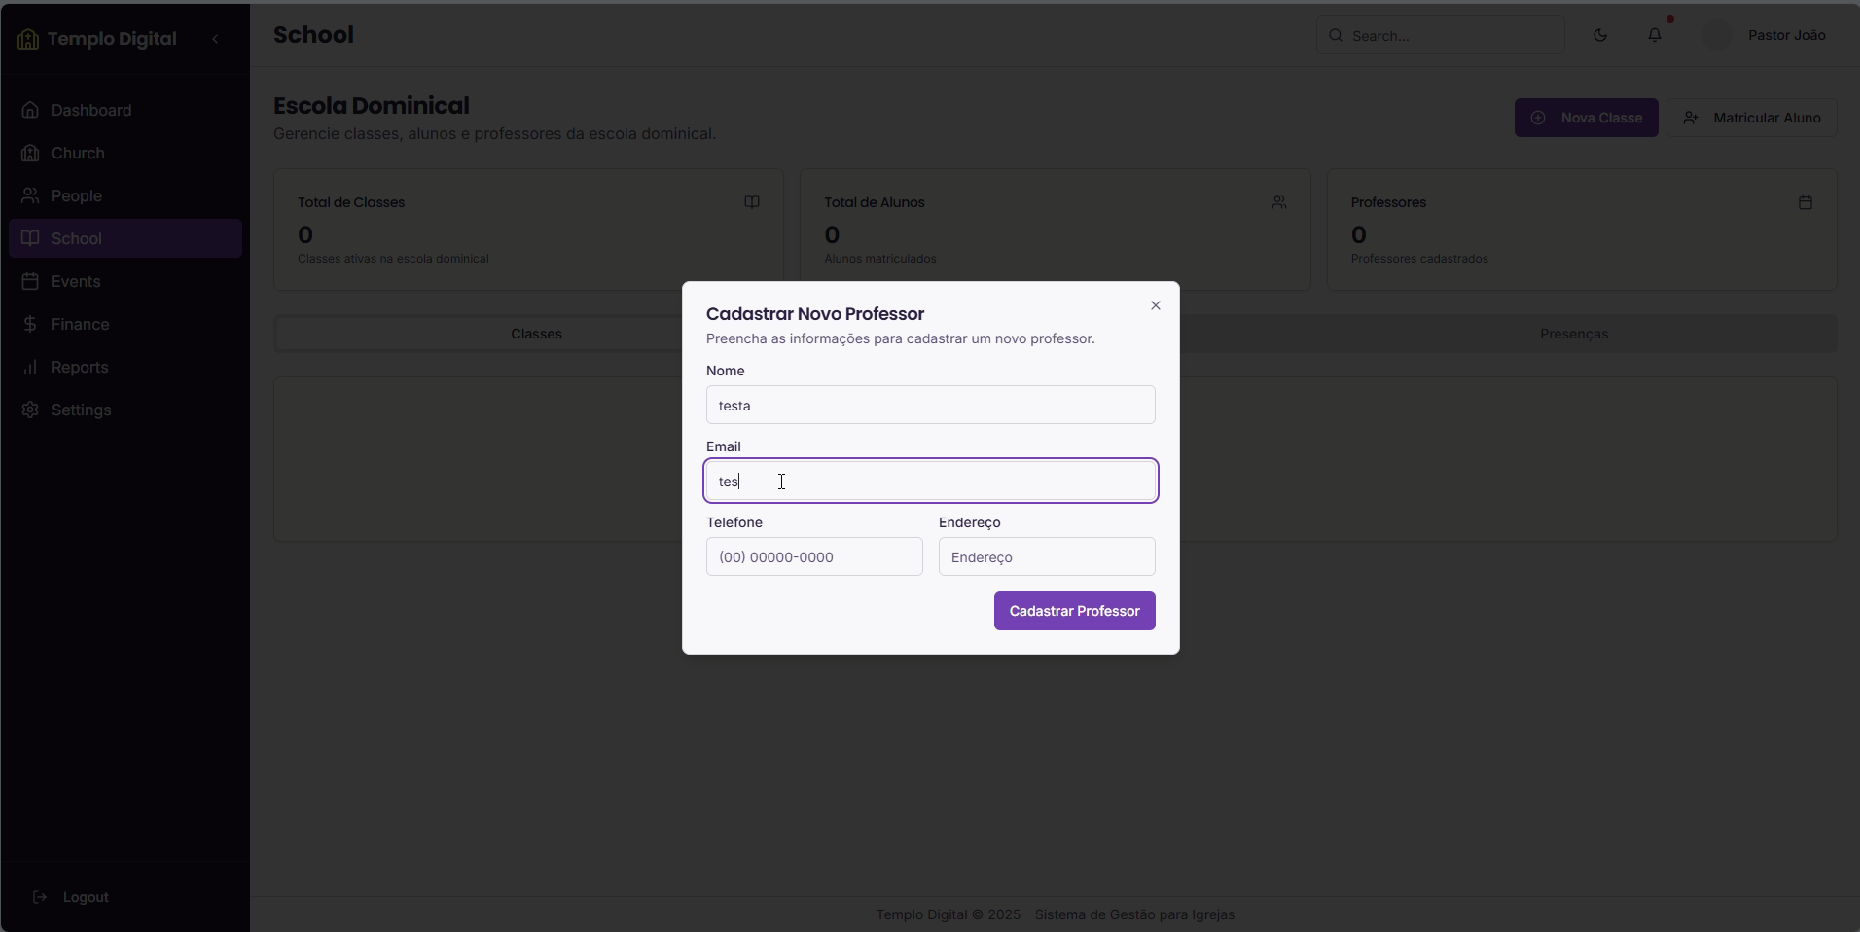 Templo Digital
School
Search...
Pastor João
Dashboard
Church
People
School
Events
Finance
Reports
Settings
Logout
Escola Dominical
Gerencie classes, alunos e professores da escola dominical.
Nova Classe
Matricular Aluno
Total de Classes
0
Classes ativas na escola dominical
Total de Alunos
0
Alunos matriculados
Professores
0
Professores cadastrados
Classes
Presenças
Cadastrar Novo Professor
Preencha as informações para cadastrar um novo professor.
Nome
testa
Email
tes
Telefone
Endereço
(00) 00000-0000
Endereço
Cadastrar Professor
Templo Digital © 2025 Sistema de Gestão para Igrejas